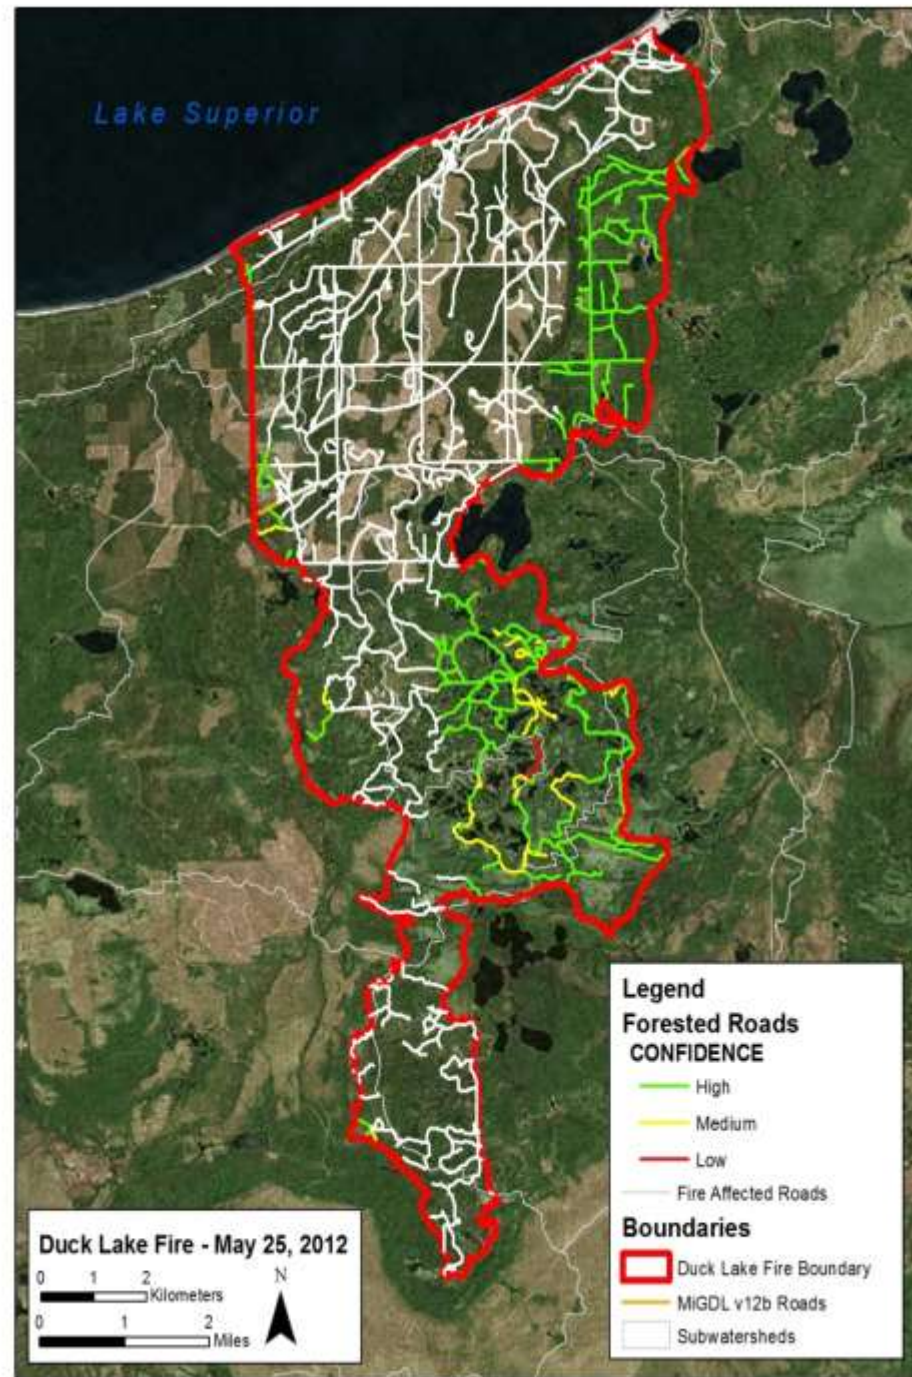 Lake Superior
Legend
Forested Roads
CONFIDENCE
High
Medium
Low
Fire Affected Roads
Boundaries
Duck Lake Fire Boundary
MiGDL v12b Roads
Subwatersheds
Duck Lake Fire - May 25, 2012
0 1 2
Kilometers
0 1 2
Miles
N